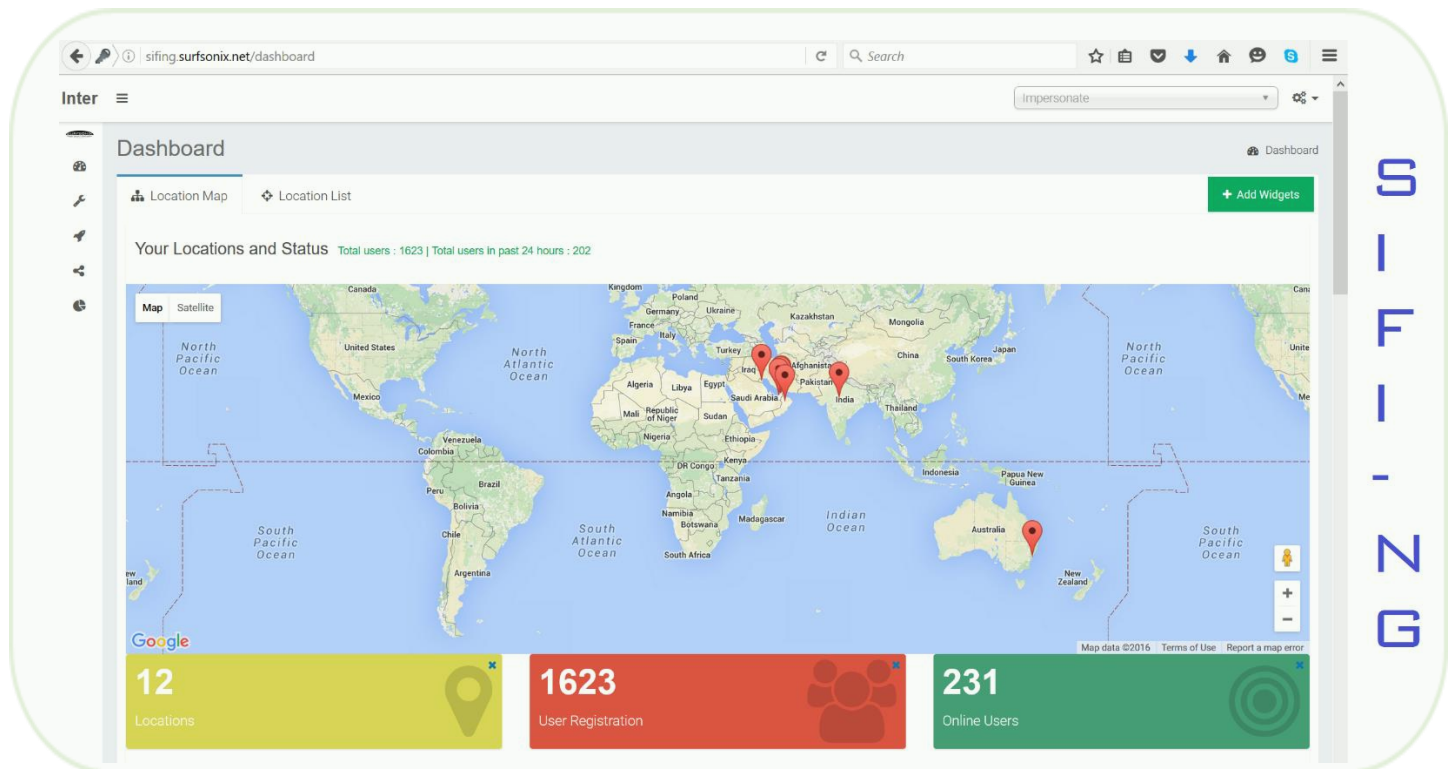 sifing.surfsonix.net/dashboard
Search
Inter
Impersonate
Dashboard
Dashboard
Location Map
Location List
+ Add Widgets
Your Locations and Status Total users : 1623 | Total users in past 24 hours : 202
Map Satellite
Canada
Kingdom
Poland
Germany
Ukraine
Kazakhstan
Mongolia
France
Italy
Spain
Turkey
North Pacific Ocean
United States
North Atlantic Ocean
Iraq
Afghanista
China
South Korea
Japan
North Pacific Ocean
Unite
Algeria
Libya
Egypt
Pakistan
Mexico
Saudi Arabia
India
Me
Mali
Republic of Niger
Sudan
Thailand
Venezuela
Nigeria
Ethiopia
Colombia
DR Congo
Kenya
Indonesia
Papua New Guinea
Tanzania
Peru
Brazil
Angola
Bolivia
Namibia
Botswana
Madagascar
Indian Ocean
South Pacific Ocean
Chile
South Atlantic Ocean
South Africa
Australia
South Pacific Ocean
Argentina
New Zealand
Google
Map data ©2016 Terms of Use Report a map error
12
Locations
1623
User Registration
231
Online Users
S
I
F
I
-
N
G